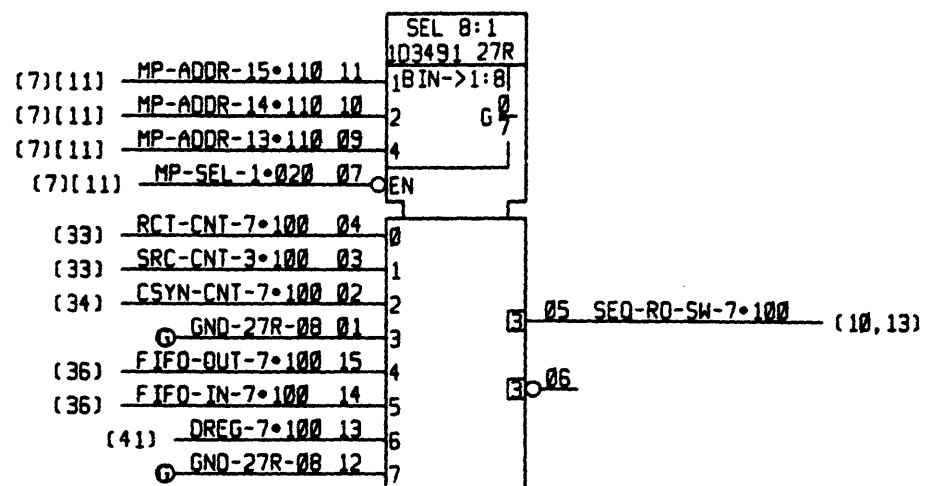 SEL 8:1
1D3491 27R
(7)[11] MP-ADDR-15•110 11 1 BIN->1:8
(7)[11] MP-ADDR-14•110 10 2 G 0/7
(7)[11] MP-ADDR-13•110 09 4
(7)[11] MP-SEL-1•020 07 EN
(33) RCT-CNT-7•100 04 0
(33) SRC-CNT-3•100 03 1
(34) CSYN-CNT-7•100 02 2
G GND-27R-08 01 3
3 05 SEQ-RD-SW-7•100 (10,13)
(36) FIFO-OUT-7•100 15 4
(36) FIFO-IN-7•100 14 5
3 06
(41) DREG-7•100 13 6
G GND-27R-08 12 7